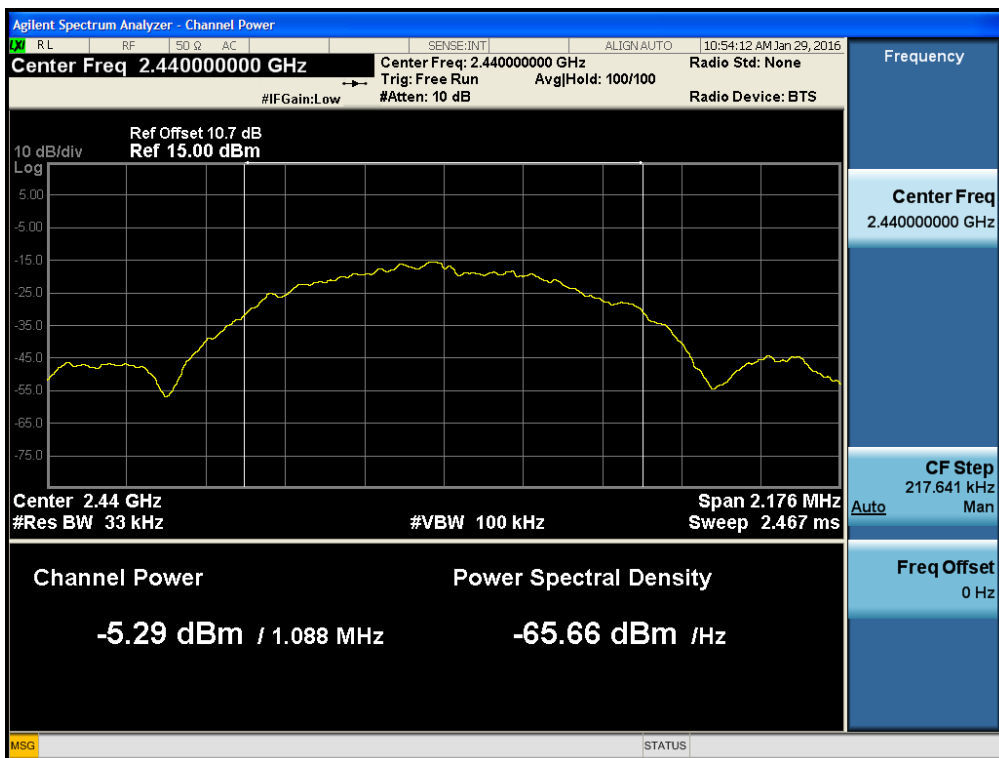 Agilent Spectrum Analyzer - Channel Power
LXI RL RF 50 Ω AC SENSE:INT ALIGN AUTO 10:54:12 AM Jan 29, 2016
Center Freq 2.440000000 GHz
Center Freq: 2.440000000 GHz Radio Std: None
Trig: Free Run Avg|Hold: 100/100
#IFGain:Low #Atten: 10 dB Radio Device: BTS
Ref Offset 10.7 dB
10 dB/div Ref 15.00 dBm
Log
5.00
-5.00
-15.0
-25.0
-35.0
-45.0
-55.0
-65.0
-75.0
Center 2.44 GHz Span 2.176 MHz
#Res BW 33 kHz #VBW 100 kHz Sweep 2.467 ms
Channel Power Power Spectral Density
-5.29 dBm / 1.088 MHz -65.66 dBm /Hz
Frequency
Center Freq
2.440000000 GHz
CF Step
217.641 kHz
Auto Man
Freq Offset
0 Hz
MSG STATUS